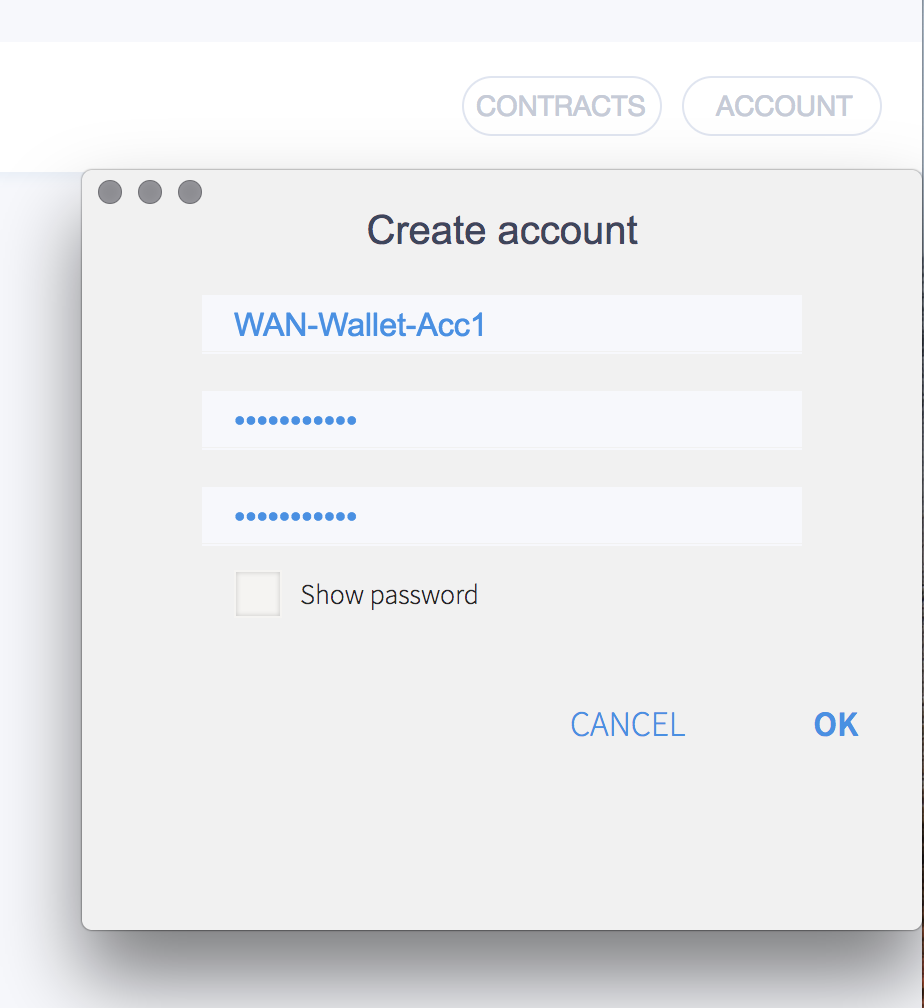 CONTRACTS ACCOUNT
Create account
WAN-Wallet-Acc1
•••••••••••
•••••••••••
Show password
CANCEL OK